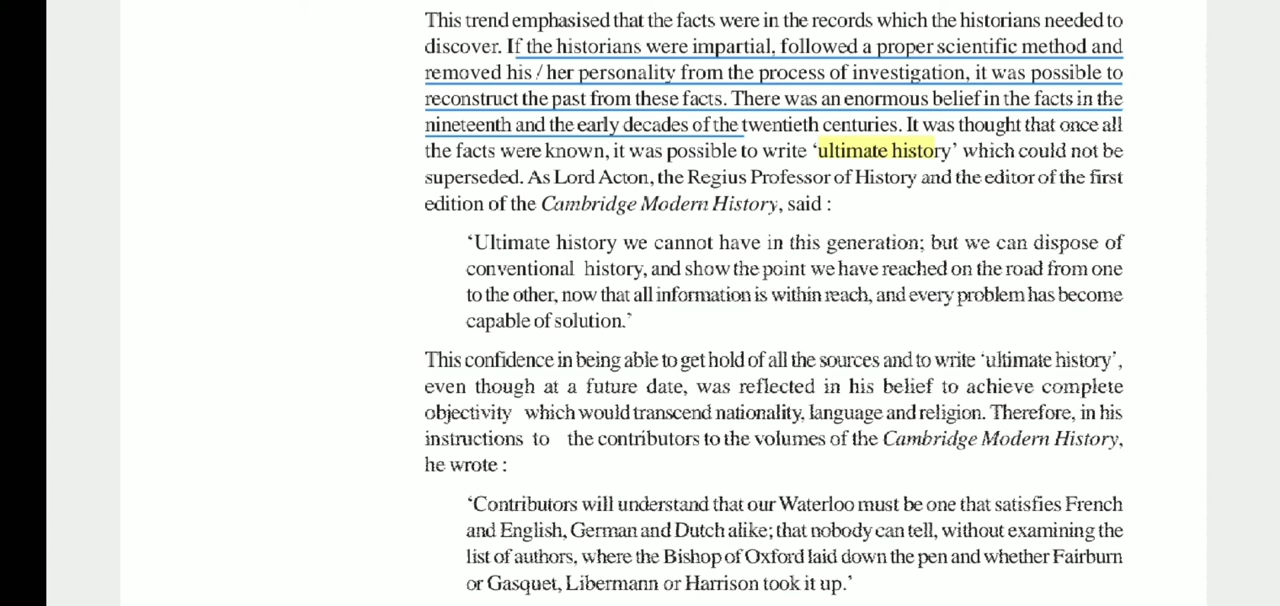 This trend emphasised that the facts were in the records which the historians needed to
discover. If the historians were impartial, followed a proper scientific method and
removed his / her personality from the process of investigation, it was possible to
reconstruct the past from these facts. There was an enormous belief in the facts in the
nineteenth and the early decades of the twentieth centuries. It was thought that once all
the facts were known, it was possible to write ‘ultimate history’ which could not be
superseded. As Lord Acton, the Regius Professor of History and the editor of the first
edition of the Cambridge Modern History, said :
‘Ultimate history we cannot have in this generation; but we can dispose of
conventional history, and show the point we have reached on the road from one
to the other, now that all information is within reach, and every problem has become
capable of solution.’
This confidence in being able to get hold of all the sources and to write ‘ultimate history’,
even though at a future date, was reflected in his belief to achieve complete
objectivity which would transcend nationality, language and religion. Therefore, in his
instructions to the contributors to the volumes of the Cambridge Modern History,
he wrote :
‘Contributors will understand that our Waterloo must be one that satisfies French
and English, German and Dutch alike; that nobody can tell, without examining the
list of authors, where the Bishop of Oxford laid down the pen and whether Fairburn
or Gasquet, Libermann or Harrison took it up.’